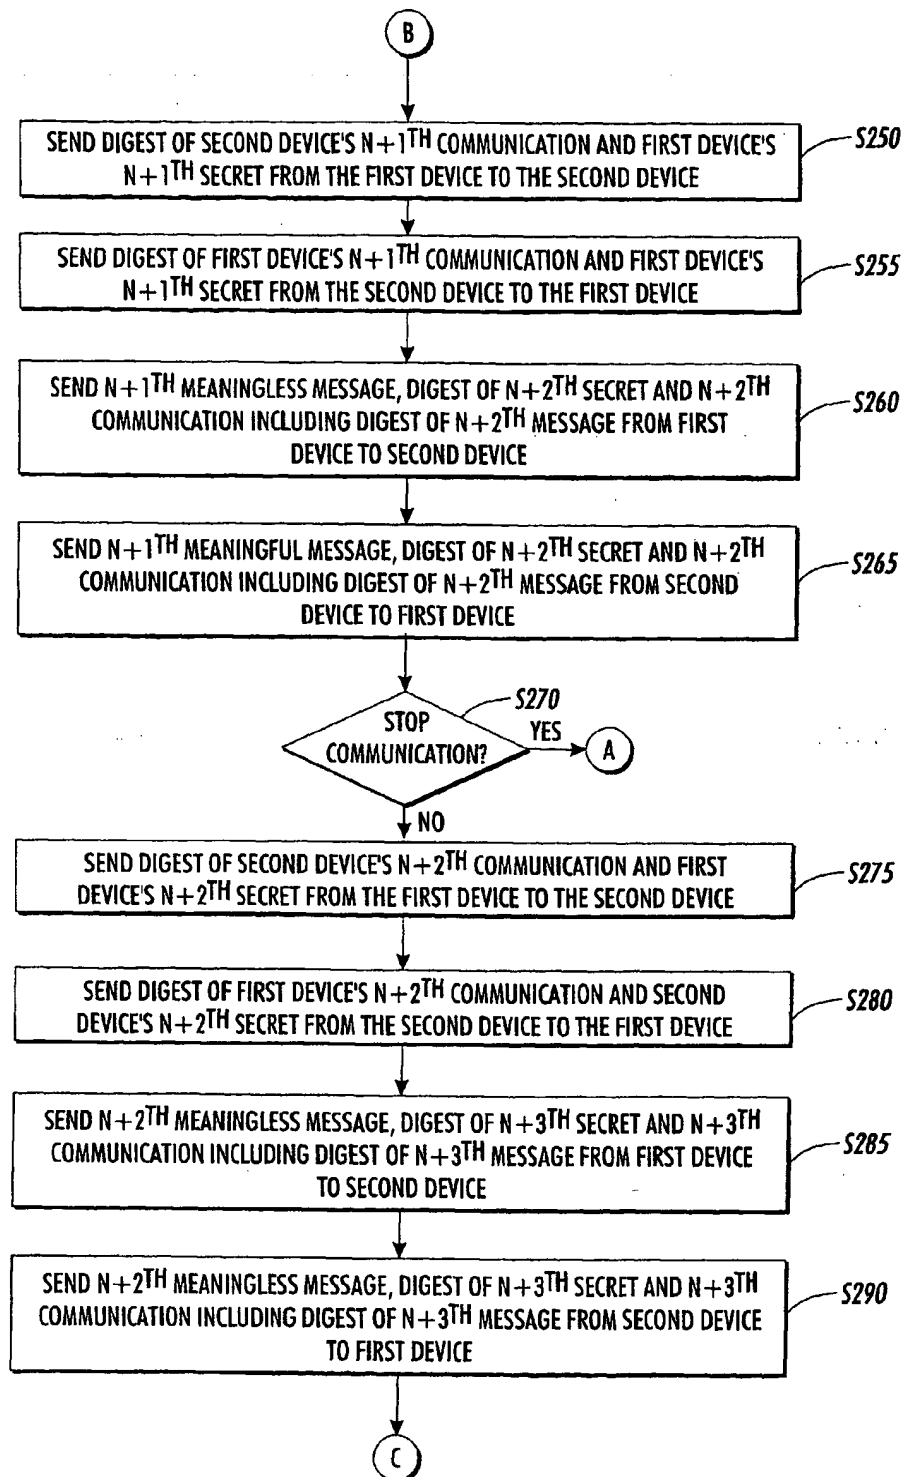 B
SEND DIGEST OF SECOND DEVICE'S N+1TH COMMUNICATION AND FIRST DEVICE'S
N+1TH SECRET FROM THE FIRST DEVICE TO THE SECOND DEVICE
S250
SEND DIGEST OF FIRST DEVICE'S N+1TH COMMUNICATION AND FIRST DEVICE'S
N+1TH SECRET FROM THE SECOND DEVICE TO THE FIRST DEVICE
S255
SEND N+1TH MEANINGLESS MESSAGE, DIGEST OF N+2TH SECRET AND N+2TH
COMMUNICATION INCLUDING DIGEST OF N+2TH MESSAGE FROM FIRST
DEVICE TO SECOND DEVICE
S260
SEND N+1TH MEANINGFUL MESSAGE, DIGEST OF N+2TH SECRET AND N+2TH
COMMUNICATION INCLUDING DIGEST OF N+2TH MESSAGE FROM SECOND
DEVICE TO FIRST DEVICE
S265
STOP
COMMUNICATION?
S270
YES
A
NO
SEND DIGEST OF SECOND DEVICE'S N+2TH COMMUNICATION AND FIRST
DEVICE'S N+2TH SECRET FROM THE FIRST DEVICE TO THE SECOND DEVICE
S275
SEND DIGEST OF FIRST DEVICE'S N+2TH COMMUNICATION AND SECOND
DEVICE'S N+2TH SECRET FROM THE SECOND DEVICE TO THE FIRST DEVICE
S280
SEND N+2TH MEANINGLESS MESSAGE, DIGEST OF N+3TH SECRET AND N+3TH
COMMUNICATION INCLUDING DIGEST OF N+3TH MESSAGE FROM FIRST DEVICE
TO SECOND DEVICE
S285
SEND N+2TH MEANINGLESS MESSAGE, DIGEST OF N+3TH SECRET AND N+3TH
COMMUNICATION INCLUDING DIGEST OF N+3TH MESSAGE FROM SECOND DEVICE
TO FIRST DEVICE
S290
C